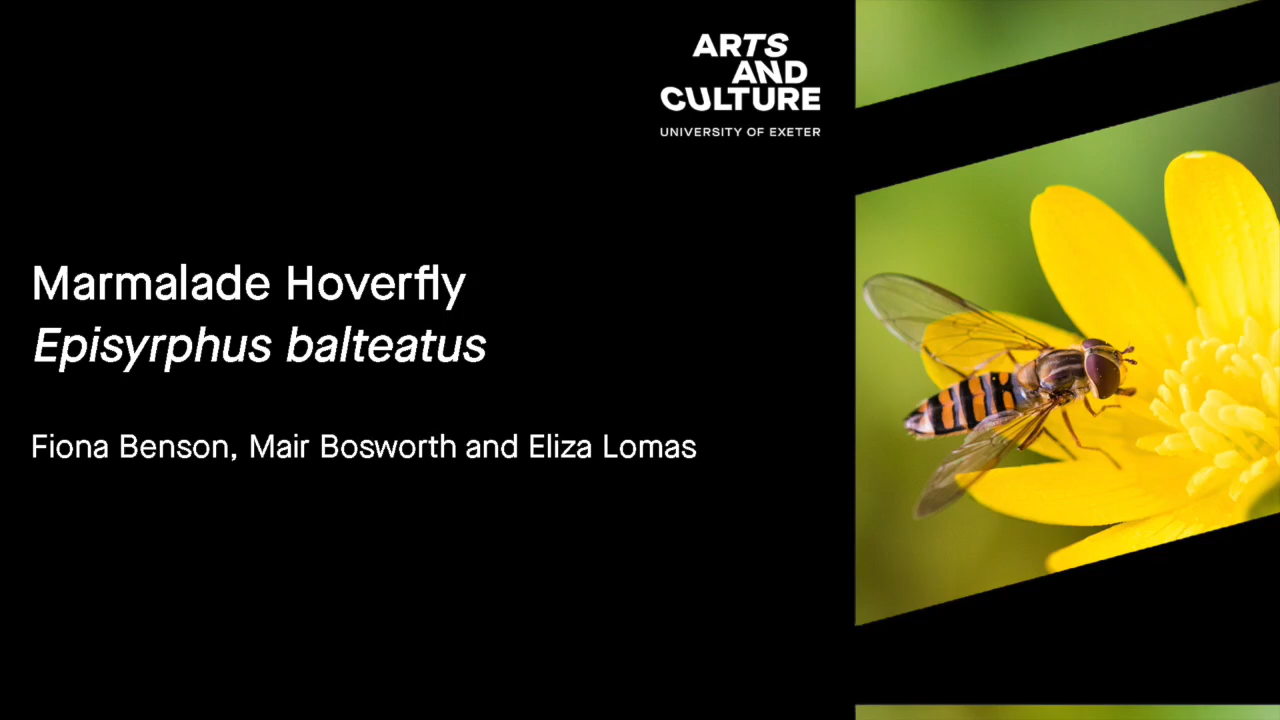 ARTS
AND
CULTURE
UNIVERSITY OF EXETER
Marmalade Hoverfly
Episyrphus balteatus
Fiona Benson, Mair Bosworth and Eliza Lomas